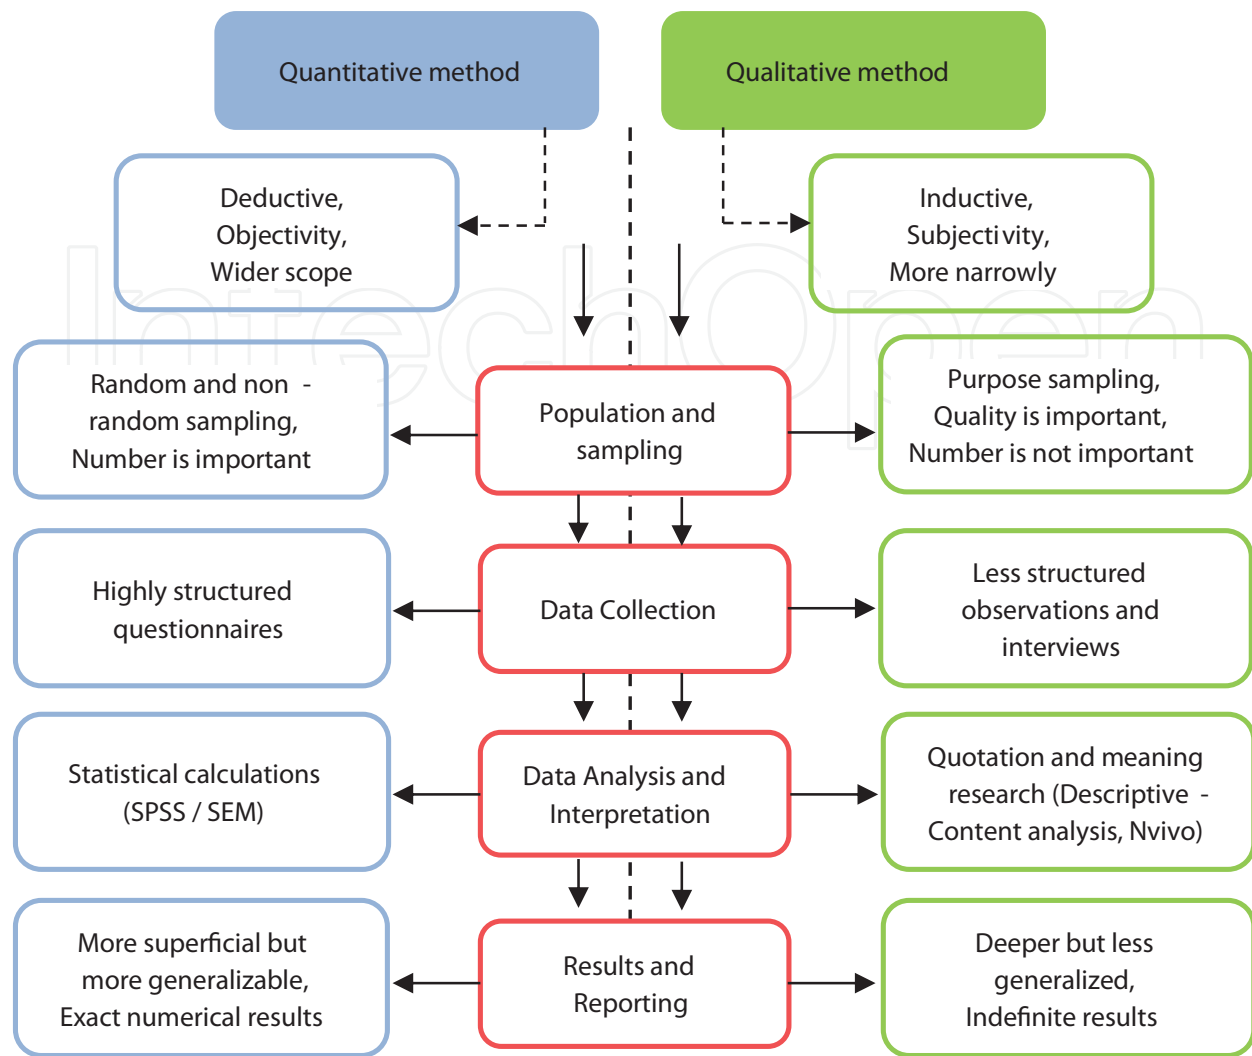 Quantitative method
Qualitative method
Deductive,
Objectivity,
Wider scope
Inductive,
Subjectivity,
More narrowly
IntechOpen
Random and non -
random sampling,
Number is important
Population and
sampling
Purpose sampling,
Quality is important,
Number is not important
Highly structured
questionnaires
Data Collection
Less structured
observations and
interviews
Statistical calculations
(SPSS / SEM)
Data Analysis and
Interpretation
Quotation and meaning
research (Descriptive -
Content analysis, Nvivo)
More superficial but
more generalizable,
Exact numerical results
Results and
Reporting
Deeper but less
generalized,
Indefinite results